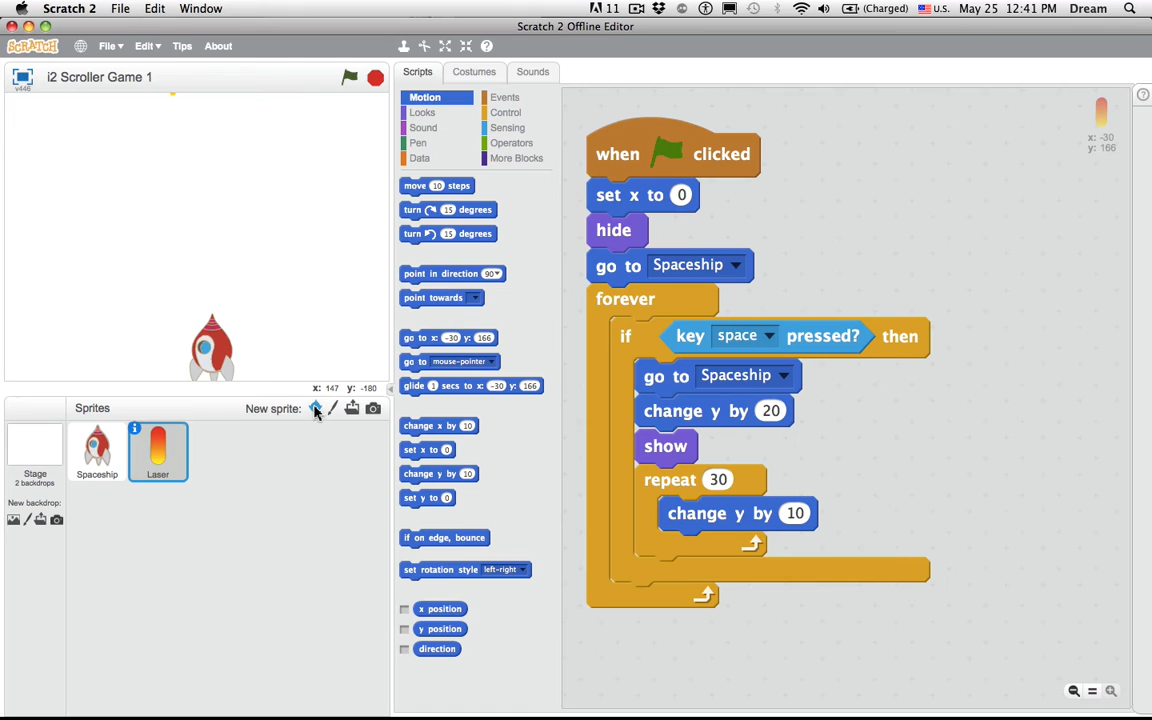 Scratch 2 File Edit Window 11 (Charged) U.S. May 25 12:41 PM Dream
Scratch 2 Offline Editor
SCRATCH File Edit Tips About
v446 i2 Scroller Game 1
Scripts Costumes Sounds
Motion Events
Looks Control
Sound Sensing
Pen Operators
Data More Blocks
move 10 steps
turn 15 degrees
turn 15 degrees
point in direction 90
point towards
go to x: -30 y: 166
go to mouse-pointer
glide 1 secs to x: -30 y: 166
change x by 10
set x to 0
change y by 10
set y to 0
if on edge, bounce
set rotation style left-right
x position
y position
direction
when clicked
set x to 0
hide
go to Spaceship
forever
if key space pressed? then
go to Spaceship
change y by 20
show
repeat 30
change y by 10
x: -30
y: 166
x: 147 y: -180
Sprites New sprite:
Stage
2 backdrops
New backdrop:
Spaceship
Laser